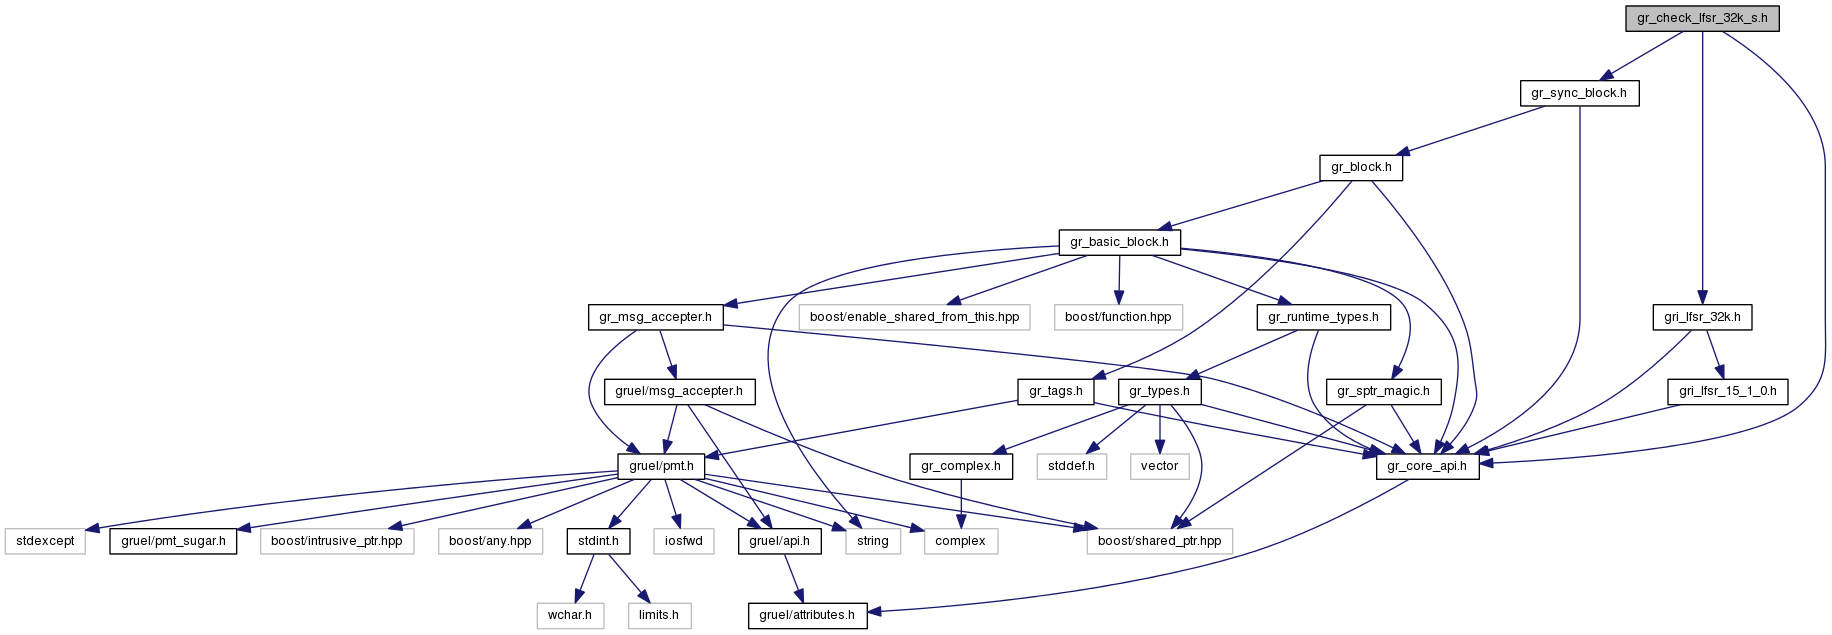 gr_check_lfsr_32k_s.h
gr_sync_block.h
gr_block.h
gr_basic_block.h
gr_msg_accepter.h
boost/enable_shared_from_this.hpp
boost/function.hpp
gr_runtime_types.h
gri_lfsr_32k.h
gruel/msg_accepter.h
gr_tags.h
gr_types.h
gr_sptr_magic.h
gri_lfsr_15_1_0.h
gruel/pmt.h
gr_complex.h
stddef.h
vector
gr_core_api.h
stdexcept
gruel/pmt_sugar.h
boost/intrusive_ptr.hpp
boost/any.hpp
stdint.h
iosfwd
gruel/api.h
string
complex
boost/shared_ptr.hpp
wchar.h
limits.h
gruel/attributes.h